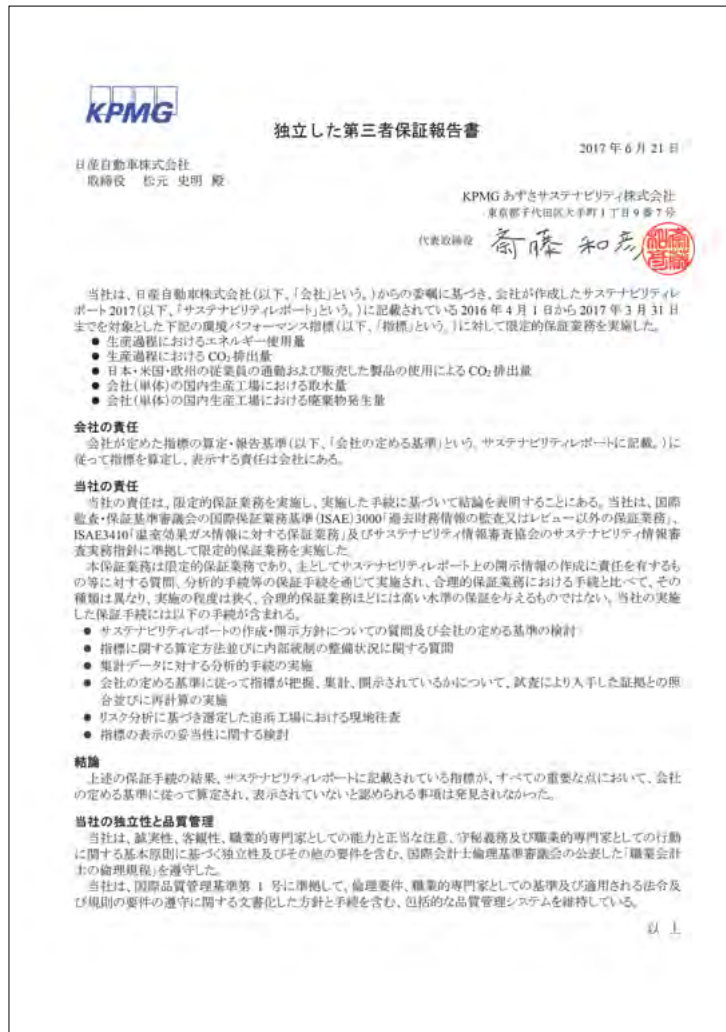 KPMG
独立した第三者保証報告書
2017 年 6 月 21 日
日産自動車株式会社
取締役 松元 史明 殿
KPMG あずさサステナビリティ株式会社
東京都千代田区大手町 1 丁目 9 番 7 号
代表取締役 斎藤 和彦
当社は、日産自動車株式会社(以下、「会社」という。)からの委嘱に基づき、会社が作成したサステナビリティレ
ポート 2017(以下、「サステナビリティレポート」という。)に記載されている 2016 年 4 月 1 日から 2017 年 3 月 31 日
までを対象とした下記の環境パフォーマンス指標(以下、「指標」という。)に対して限定的保証業務を実施した。
● 生産過程におけるエネルギー使用量
● 生産過程における CO₂ 排出量
● 日本・米国・欧州の従業員の通勤および販売した製品の使用による CO₂ 排出量
● 会社(単体)の国内生産工場における取水量
● 会社(単体)の国内生産工場における廃棄物発生量
会社の責任
会社が定めた指標の算定・報告基準(以下、「会社の定める基準」という。サステナビリティレポートに記載。)に
従って指標を算定し、表示する責任は会社にある。
当社の責任
当社の責任は、限定的保証業務を実施し、実施した手続に基づいて結論を表明することにある。当社は、国際
監査・保証基準審議会の国際保証業務基準(ISAE)3000「過去財務情報の監査又はレビュー以外の保証業務」、
ISAE3410「温室効果ガス情報に対する保証業務」及びサステナビリティ情報審査協会のサステナビリティ情報審
査実務指針に準拠して限定的保証業務を実施した。
本保証業務は限定的保証業務であり、主としてサステナビリティレポート上の開示情報の作成に責任を有するも
の等に対する質問、分析的手続等の保証手続を通じて実施され、合理的保証業務における手続と比べて、その
種類は異なり、実施の程度は狭く、合理的保証業務ほどには高い水準の保証を与えるものではない。当社の実施
した保証手続には以下の手続が含まれる。
● サステナビリティレポートの作成・開示方針についての質問及び会社の定める基準の検討
● 指標に関する算定方法並びに内部統制の整備状況に関する質問
● 集計データに対する分析的手続の実施
● 会社の定める基準に従って指標が把握、集計、開示されているかについて、試査により入手した証拠との照
合並びに再計算の実施
● リスク分析に基づき選定した追浜工場における現地往査
● 指標の表示の妥当性に関する検討
結論
上述の保証手続の結果、サステナビリティレポートに記載されている指標が、すべての重要な点において、会社
の定める基準に従って算定され、表示されていないと認められる事項は発見されなかった。
当社の独立性と品質管理
当社は、誠実性、客観性、職業的専門家としての能力と正当な注意、守秘義務及び職業的専門家としての行動
に関する基本原則に基づく独立性及びその他の要件を含む、国際会計士倫理基準審議会の公表した「職業会計
士の倫理規程」を遵守した。
当社は、国際品質管理基準第 1 号に準拠して、倫理要件、職業的専門家としての基準及び適用される法令及
び規則の要件の遵守に関する文書化した方針と手続を含む、包括的な品質管理システムを維持している。
以 上